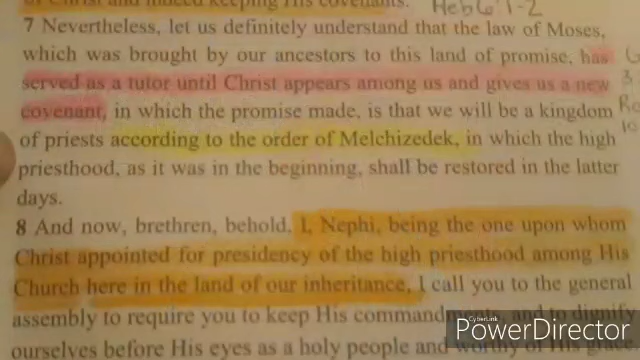 of Christ and indeed keeping His covenants.
Heb 6:1-2
7 Nevertheless, let us definitely understand that the law of Moses,
which was brought by our ancestors to this land of promise, has
served as a tutor until Christ appears among us and gives us a new
3
covenant, in which the promise made, is that we will be a kingdom
of priests according to the order of Melchizedek, in which the high
10
priesthood, as it was in the beginning, shall be restored in the latter
days.
8 And now, brethren, behold, I, Nephi, being the one upon whom
Christ appointed for presidency of the high priesthood among His
Church here in the land of our inheritance, I call you to the general
assembly to require you to keep His and to dignify
ourselves before His eyes as a holy people and worthy of His
CyberLink
PowerDirector